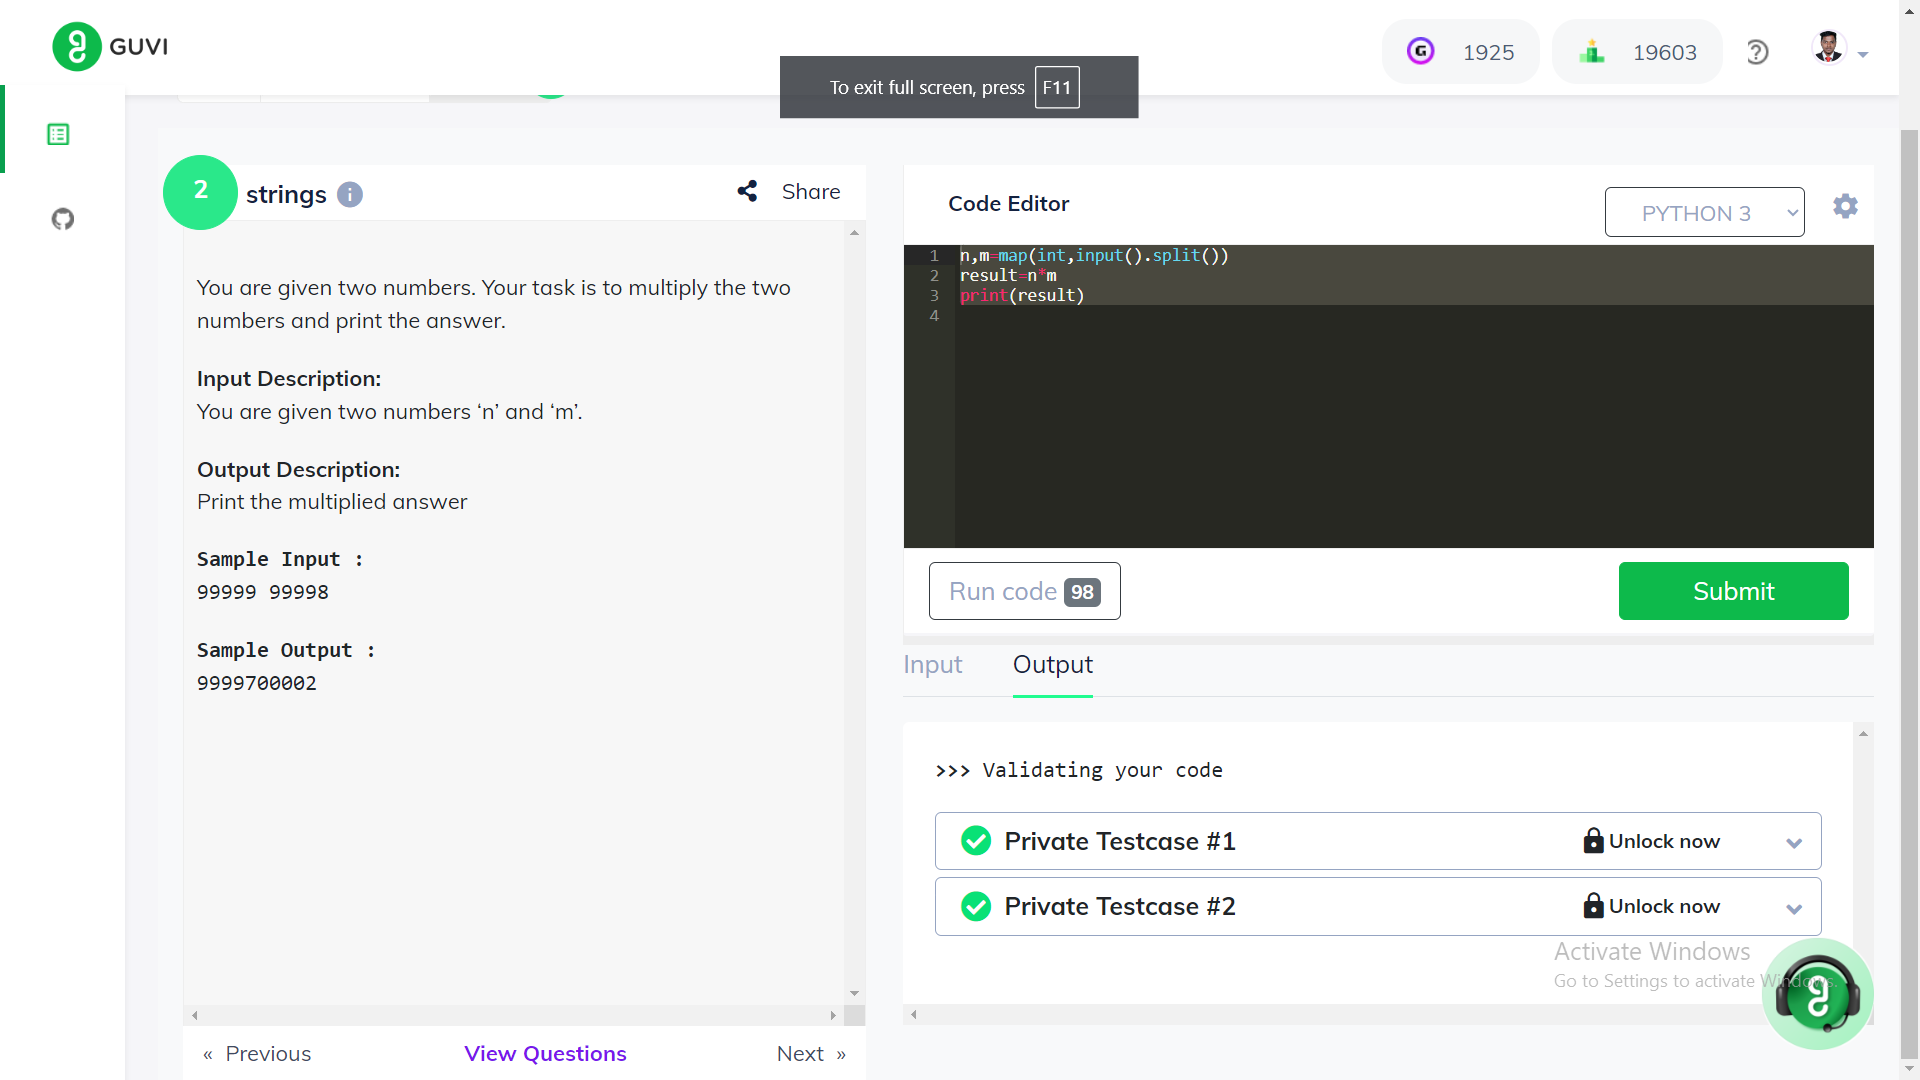 GUVI
1925
19603
To exit full screen, press F11
2
strings
Share
You are given two numbers. Your task is to multiply the two
numbers and print the answer.
Input Description:
You are given two numbers ‘n’ and ‘m’.
Output Description:
Print the multiplied answer
Sample Input :
99999 99998
Sample Output :
9999700002
« Previous
View Questions
Next »
Code Editor
PYTHON 3
1 n,m=map(int,input().split())
2 result=n*m
3 print(result)
4
Run code 98
Submit
Input
Output
>>> Validating your code
Private Testcase #1
Unlock now
Private Testcase #2
Unlock now
Activate Windows
Go to Settings to activate Windows.